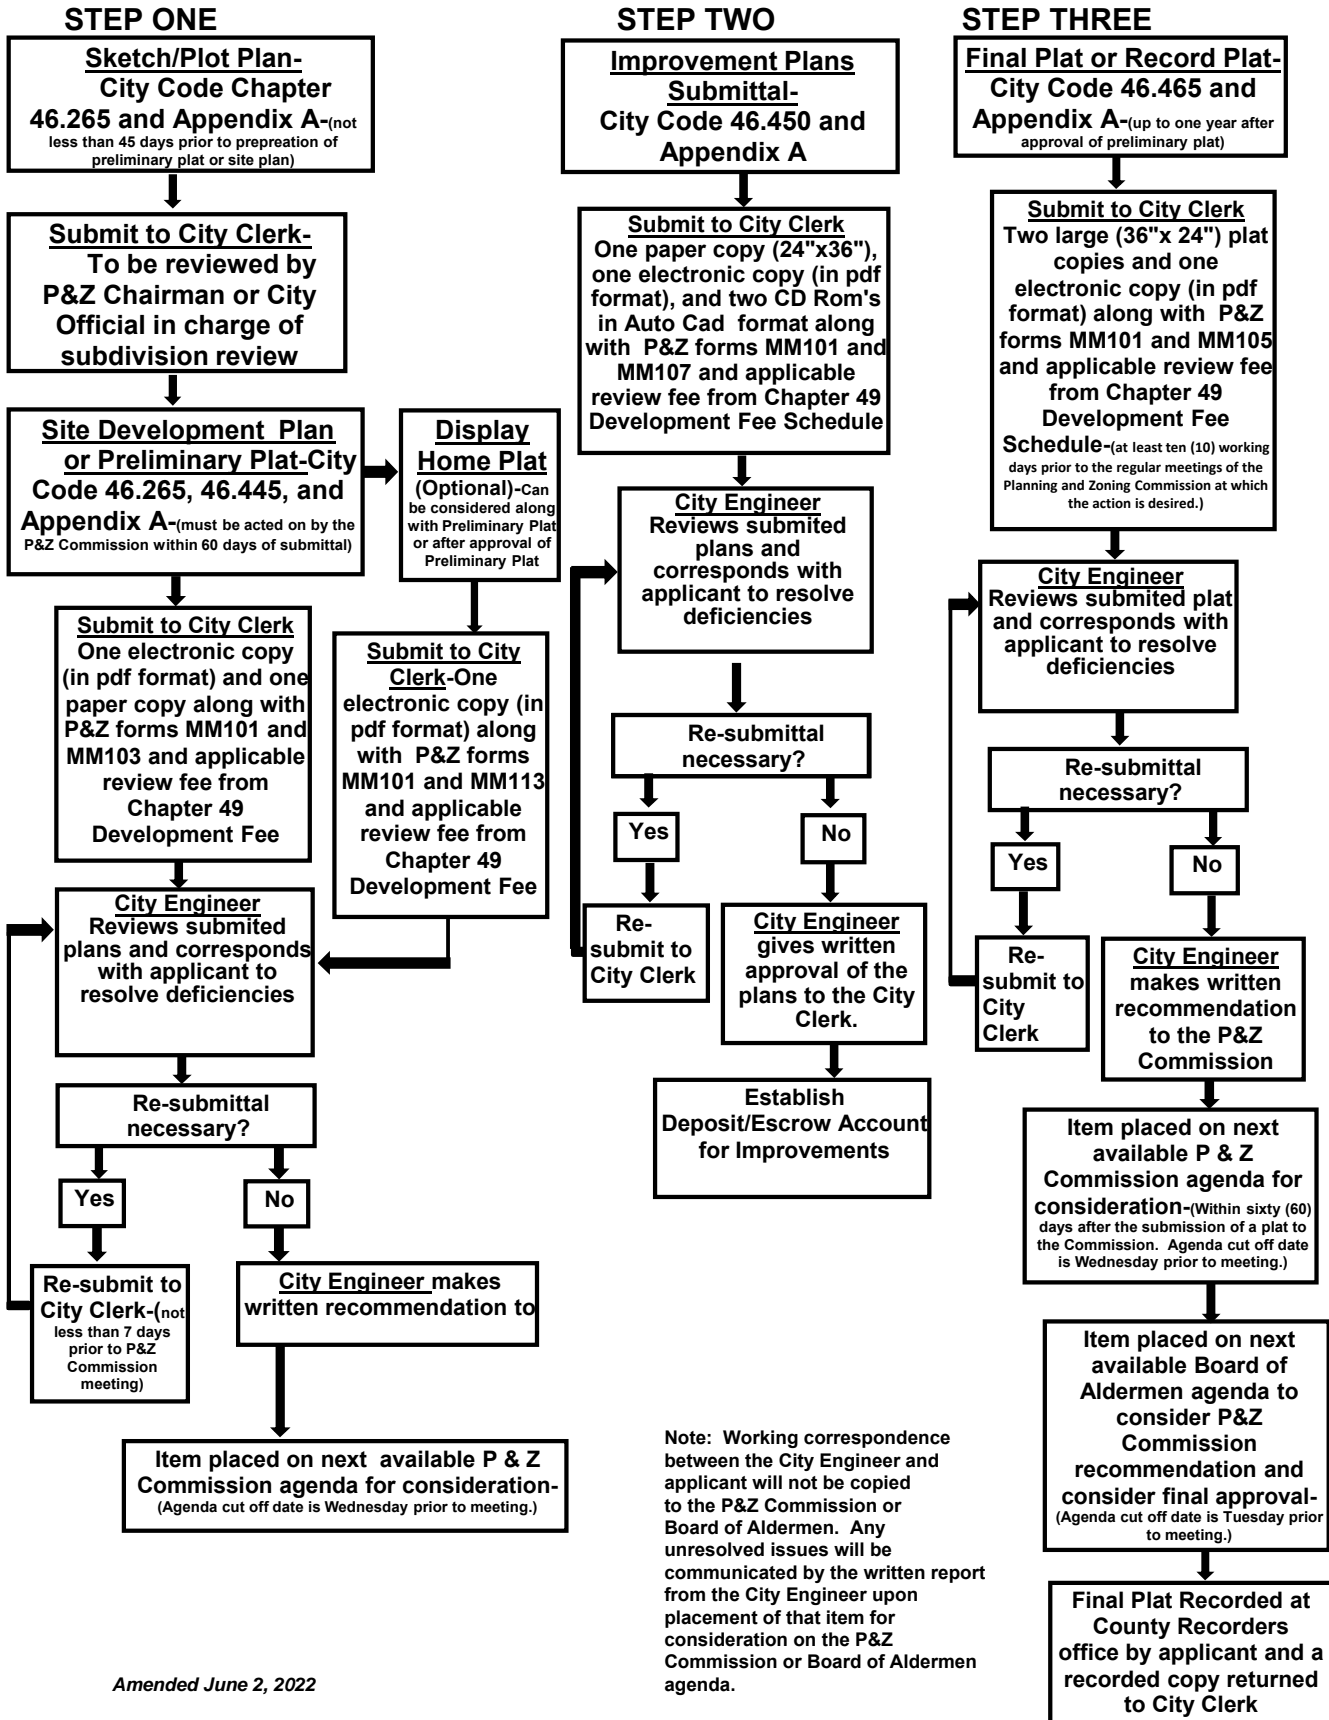 STEP ONE
Sketch/Plot Plan-
City Code Chapter
46.265 and Appendix A-(not
less than 45 days prior to prepreation of
preliminary plat or site plan)
Submit to City Clerk-
To be reviewed by
P&Z Chairman or City
Official in charge of
subdivision review
Site Development Plan
or Preliminary Plat-City
Code 46.265, 46.445, and
Appendix A-(must be acted on by the
P&Z Commission within 60 days of submittal)
Display
Home Plat
(Optional)-Can
be considered along
with Preliminary Plat
or after approval of
Preliminary Plat
Submit to City Clerk
One electronic copy
(in pdf format) and one
paper copy along with
P&Z forms MM101 and
MM103 and applicable
review fee from
Chapter 49
Development Fee
Submit to City
Clerk-One
electronic copy (in
pdf format) along
with P&Z forms
MM101 and MM113
and applicable
review fee from
Chapter 49
Development Fee
City Engineer
Reviews submited
plans and corresponds
with applicant to
resolve deficiencies
Re-submittal
necessary?
Yes
No
Re-submit to
City Clerk-(not
less than 7 days
prior to P&Z
Commission
meeting)
City Engineer makes
written recommendation to
Item placed on next available P & Z
Commission agenda for consideration-
(Agenda cut off date is Wednesday prior to meeting.)
Amended June 2, 2022
STEP TWO
Improvement Plans
Submittal-
City Code 46.450 and
Appendix A
Submit to City Clerk
One paper copy (24"x36"),
one electronic copy (in pdf
format), and two CD Rom's
in Auto Cad format along
with P&Z forms MM101 and
MM107 and applicable
review fee from Chapter 49
Development Fee Schedule
City Engineer
Reviews submited
plans and
corresponds with
applicant to resolve
deficiencies
Re-submittal
necessary?
Yes
No
Re-
submit to
City Clerk
City Engineer
gives written
approval of the
plans to the City
Clerk.
Establish
Deposit/Escrow Account
for Improvements
Note: Working correspondence
between the City Engineer and
applicant will not be copied
to the P&Z Commission or
Board of Aldermen. Any
unresolved issues will be
communicated by the written report
from the City Engineer upon
placement of that item for
consideration on the P&Z
Commission or Board of Aldermen
agenda.
STEP THREE
Final Plat or Record Plat-
City Code 46.465 and
Appendix A-(up to one year after
approval of preliminary plat)
Submit to City Clerk
Two large (36"x 24") plat
copies and one
electronic copy (in pdf
format) along with P&Z
forms MM101 and MM105
and applicable review fee
from Chapter 49
Development Fee
Schedule-(at least ten (10) working
days prior to the regular meetings of the
Planning and Zoning Commission at which
the action is desired.)
City Engineer
Reviews submited plat
and corresponds with
applicant to resolve
deficiencies
Re-submittal
necessary?
Yes
No
Re-
submit to
City
Clerk
City Engineer
makes written
recommendation
to the P&Z
Commission
Item placed on next
available P & Z
Commission agenda for
consideration-(Within sixty (60)
days after the submission of a plat to
the Commission. Agenda cut off date
is Wednesday prior to meeting.)
Item placed on next
available Board of
Aldermen agenda to
consider P&Z
Commission
recommendation and
consider final approval-
(Agenda cut off date is Tuesday prior
to meeting.)
Final Plat Recorded at
County Recorders
office by applicant and a
recorded copy returned
to City Clerk